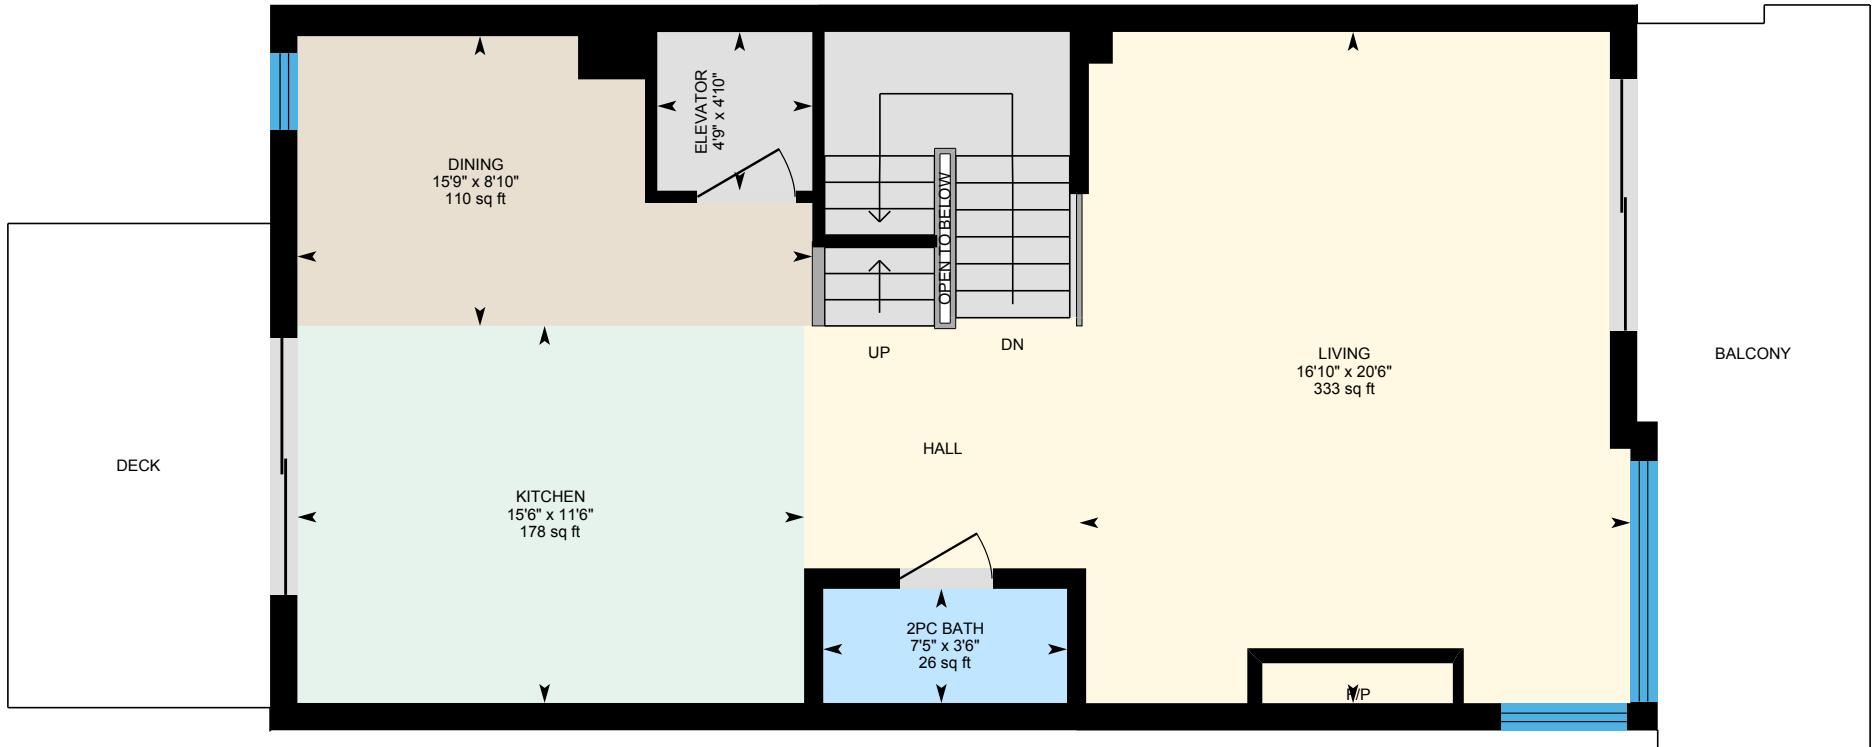 ELEVATOR
4'9" x 4'10"
DINING
15'9" x 8'10"
110 sq ft
OPEN TO BELOW
UP
DN
LIVING
16'10" x 20'6"
333 sq ft
BALCONY
HALL
DECK
KITCHEN
15'6" x 11'6"
178 sq ft
2PC BATH
7'5" x 3'6"
26 sq ft
F/P